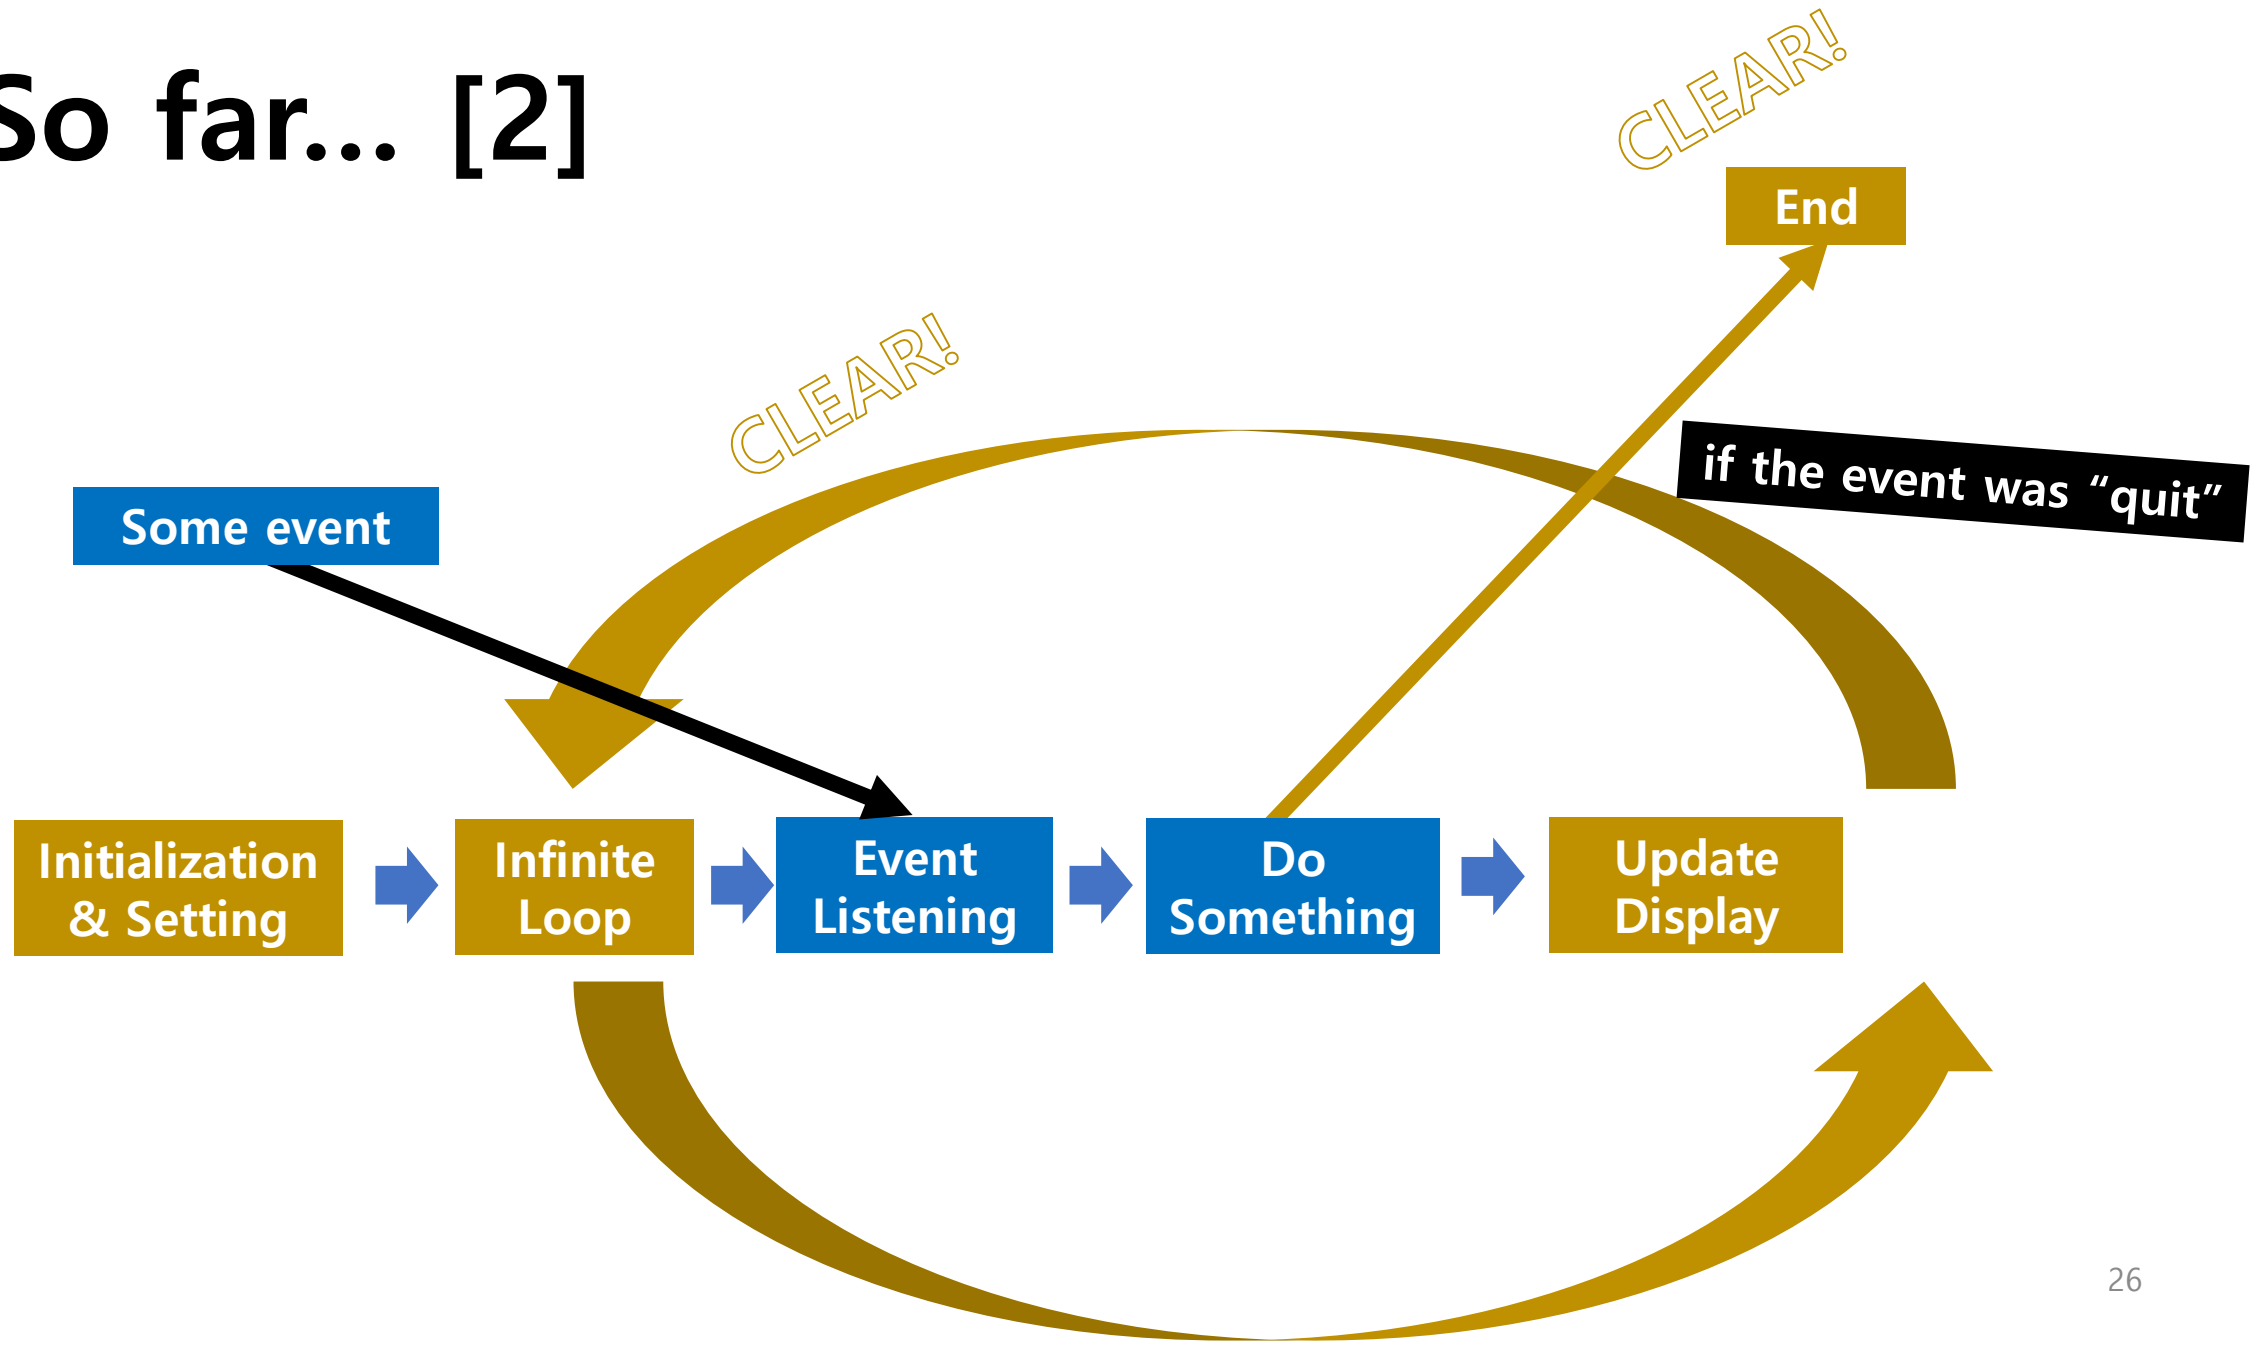 So far... [2]
CLEAR!
End
CLEAR!
if the event was “quit”
Some event
Initialization
& Setting
Infinite
Loop
Event
Listening
Do
Something
Update
Display
26